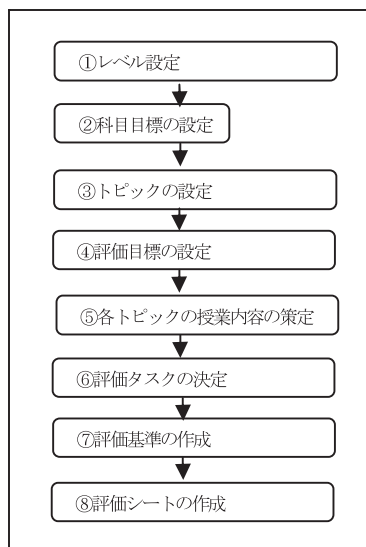 ①レベル設定
②科目目標の設定
③トピックの設定
④評価目標の設定
⑤各トピックの授業内容の策定
⑥評価タスクの決定
⑦評価基準の作成
⑧評価シートの作成